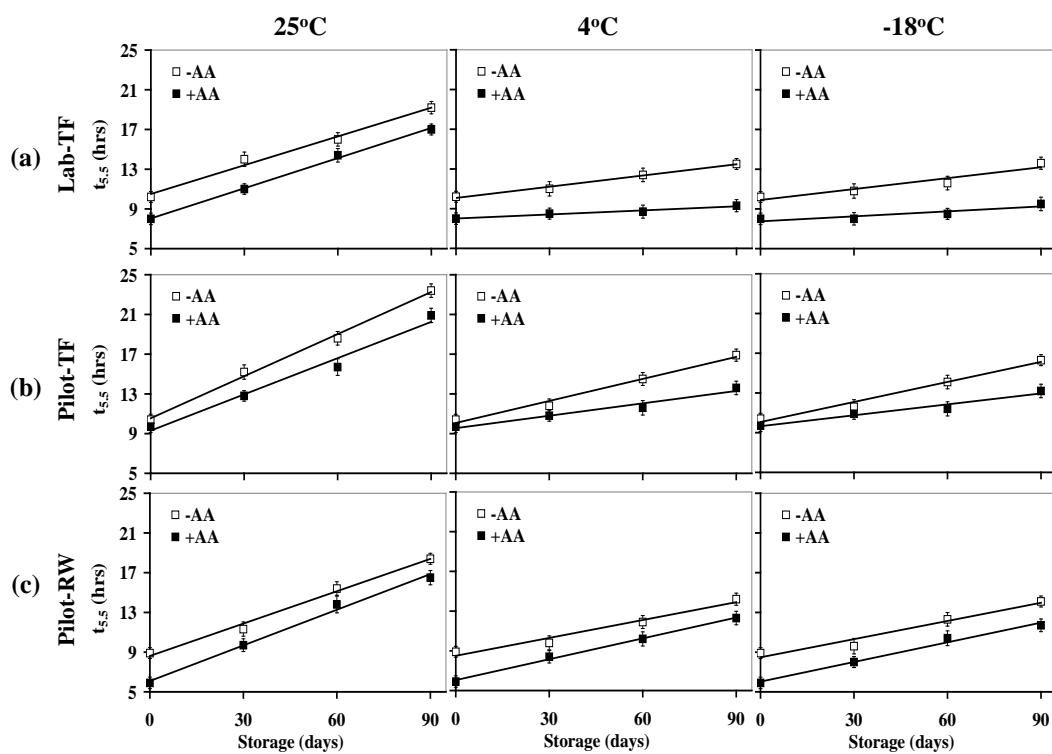 25°C 4°C -18°C
(a) Lab-TF
t5.5 (hrs)
25
21
17
13
9
5
-AA
+AA
-AA
+AA
-AA
+AA
(b) Pilot-TF
t5.5 (hrs)
25
21
17
13
9
5
-AA
+AA
-AA
+AA
-AA
+AA
(c) Pilot-RW
t5.5 (hrs)
25
21
17
13
9
5
-AA
+AA
-AA
+AA
-AA
+AA
0 30 60 90 0 30 60 90 0 30 60 90
Storage (days) Storage (days) Storage (days)